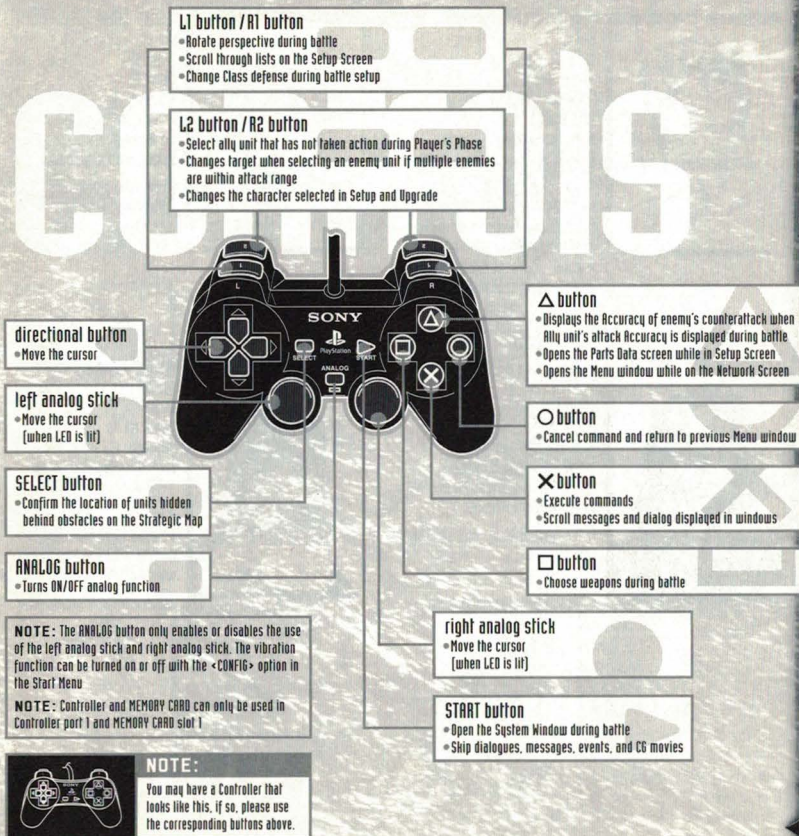 controls
L1 button / R1 button
•Rotate perspective during battle
•Scroll through lists on the Setup Screen
•Change Class defense during battle setup
L2 button / R2 button
•Select ally unit that has not taken action during Player's Phase
•Changes target when selecting an enemy unit if multiple enemies
are within attack range
•Changes the character selected in Setup and Upgrade
2
2
1
1
L
R
SONY
PlayStation
SELECT
START
ANALOG
directional button
•Move the cursor
left analog stick
•Move the cursor
(when LED is lit)
SELECT button
•Confirm the location of units hidden
behind obstacles on the Strategic Map
ANALOG button
•Turns ON/OFF analog function
△ button
•Displays the Accuracy of enemy's counterattack when
Ally unit's attack Accuracy is displayed during battle
•Opens the Parts Data screen while in Setup Screen
•Opens the Menu window while on the Network Screen
○ button
•Cancel command and return to previous Menu window
✕ button
•Execute commands
•Scroll messages and dialog displayed in windows
□ button
•Choose weapons during battle
right analog stick
•Move the cursor
(when LED is lit)
START button
•Open the System Window during battle
•Skip dialogues, messages, events, and CG movies
NOTE: The ANALOG button only enables or disables the use
of the left analog stick and right analog stick. The vibration
function can be turned on or off with the <CONFIG> option in
the Start Menu
NOTE: Controller and MEMORY CARD can only be used in
Controller port 1 and MEMORY CARD slot 1
SONY
NOTE:
You may have a Controller that
looks like this, if so, please use
the corresponding buttons above.